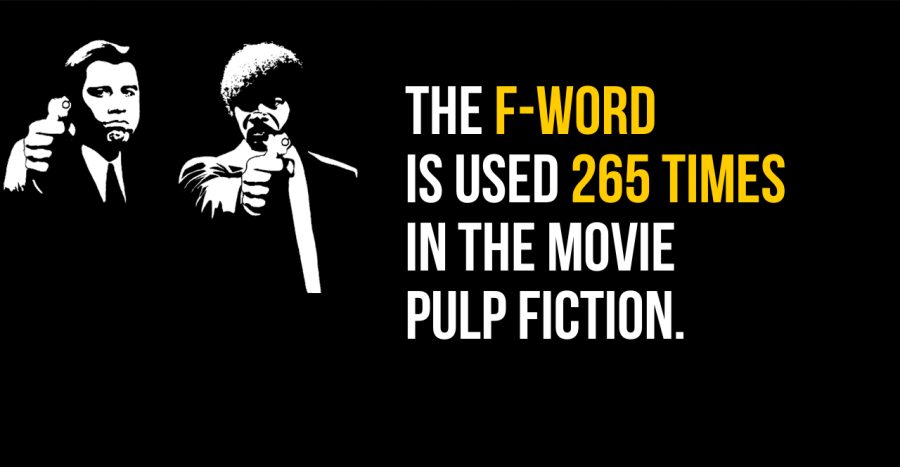 THE F-WORD
IS USED 265 TIMES
IN THE MOVIE
PULP FICTION.